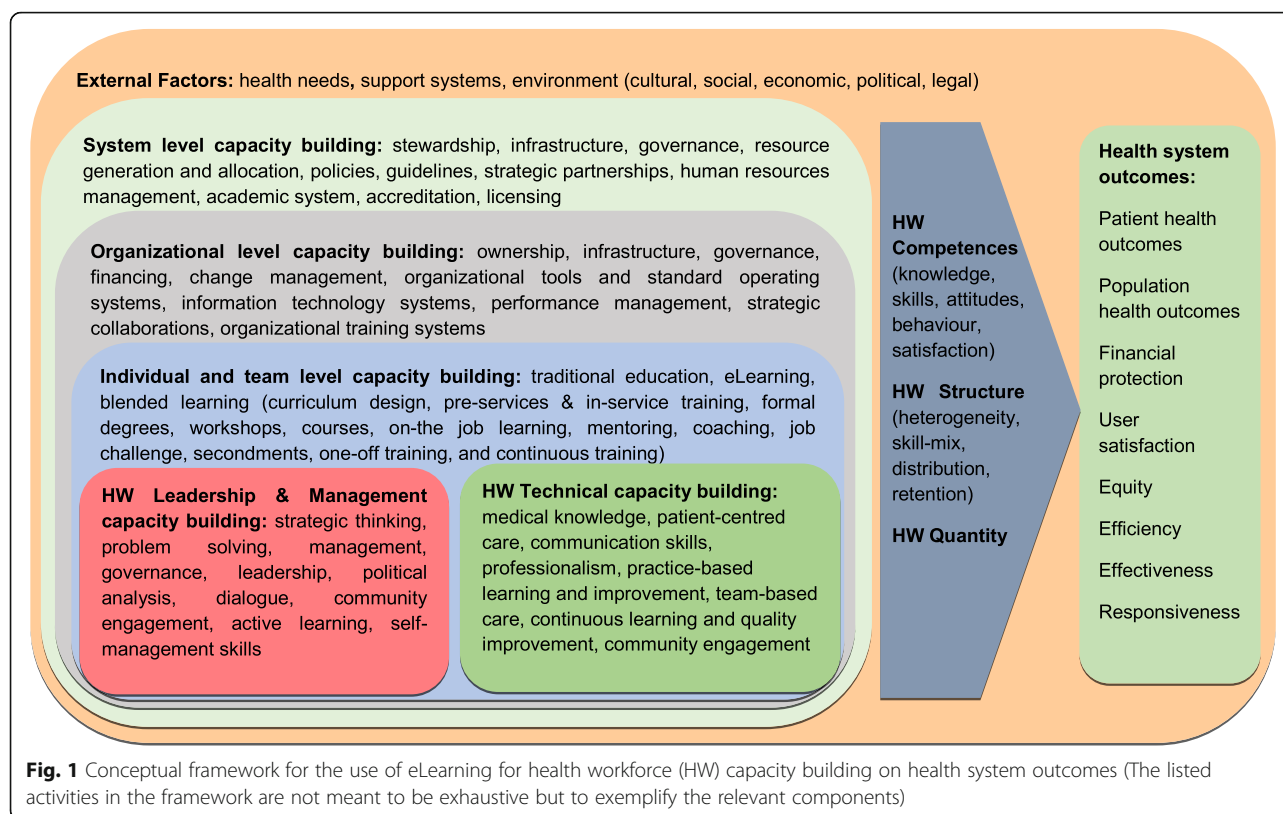 External Factors: health needs, support systems, environment (cultural, social, economic, political, legal)
System level capacity building: stewardship, infrastructure, governance, resource
generation and allocation, policies, guidelines, strategic partnerships, human resources
management, academic system, accreditation, licensing
Organizational level capacity building: ownership, infrastructure, governance,
financing, change management, organizational tools and standard operating
systems, information technology systems, performance management, strategic
collaborations, organizational training systems
Individual and team level capacity building: traditional education, eLearning,
blended learning (curriculum design, pre-services & in-service training, formal
degrees, workshops, courses, on-the job learning, mentoring, coaching, job
challenge, secondments, one-off training, and continuous training)
HW Leadership & Management
capacity building: strategic thinking,
problem solving, management,
governance, leadership, political
analysis, dialogue, community
engagement, active learning, self-
management skills
HW Technical capacity building:
medical knowledge, patient-centred
care, communication skills,
professionalism, practice-based
learning and improvement, team-based
care, continuous learning and quality
improvement, community engagement
HW
Competences
(knowledge,
skills, attitudes,
behaviour,
satisfaction)
HW Structure
(heterogeneity,
skill-mix,
distribution,
retention)
HW Quantity
Health system
outcomes:
Patient health
outcomes
Population
health outcomes
Financial
protection
User
satisfaction
Equity
Efficiency
Effectiveness
Responsiveness
Fig. 1 Conceptual framework for the use of eLearning for health workforce (HW) capacity building on health system outcomes (The listed
activities in the framework are not meant to be exhaustive but to exemplify the relevant components)